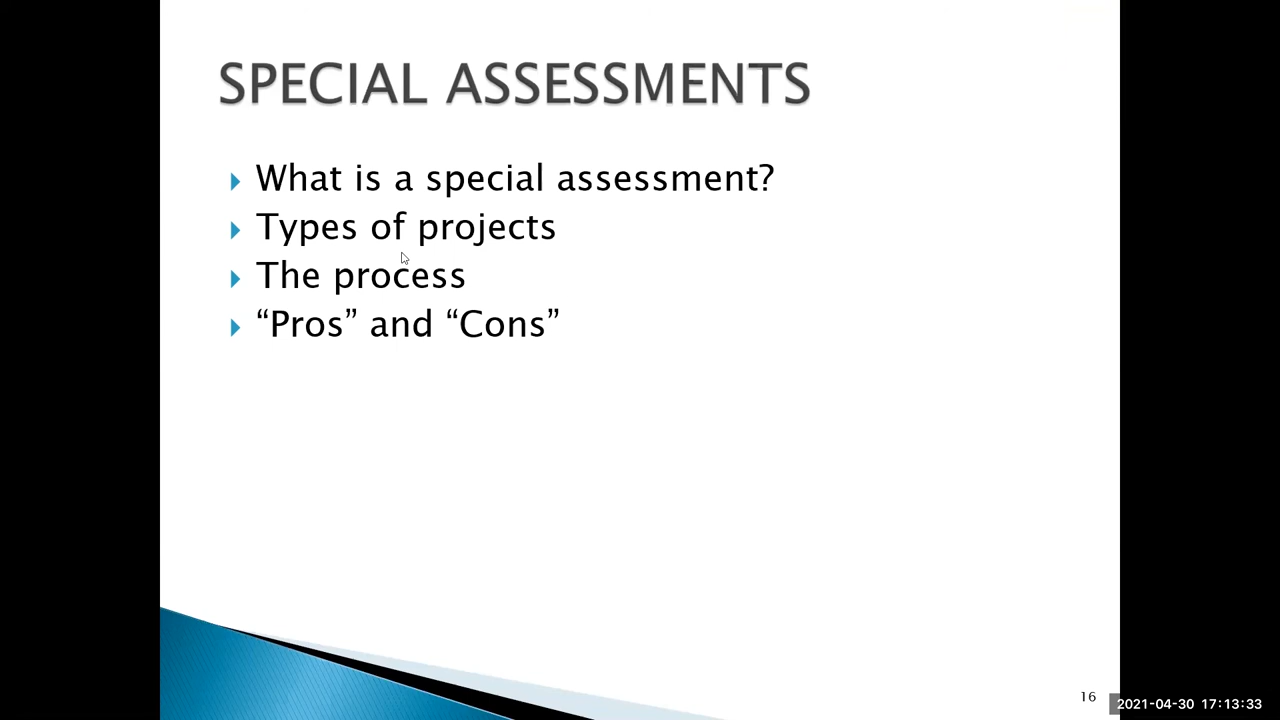 SPECIAL ASSESSMENTS
What is a special assessment?
Types of projects
The process
“Pros” and “Cons”
16
2021-04-30 17:13:33